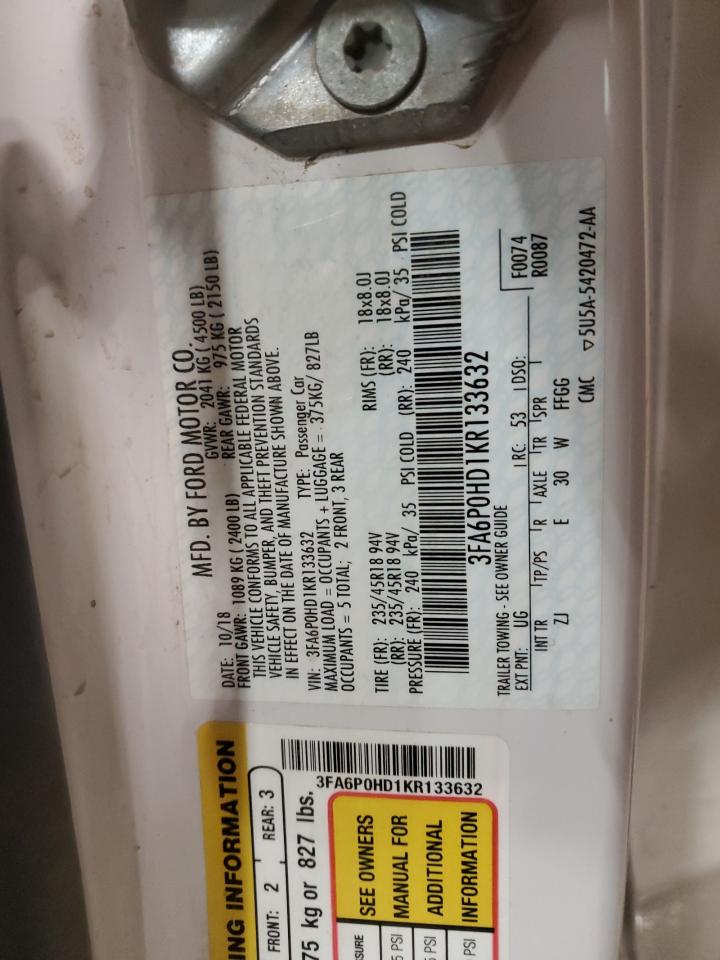 MFD. BY FORD MOTOR CO.
DATE: 10/18 GVWR: 2041 KG ( 4500 LB)
FRONT GAWR: 1089 KG ( 2400 LB) REAR GAWR: 975 KG ( 2150 LB)
THIS VEHICLE CONFORMS TO ALL APPLICABLE FEDERAL MOTOR
VEHICLE SAFETY, BUMPER, AND THEFT PREVENTION STANDARDS
IN EFFECT ON THE DATE OF MANUFACTURE SHOWN ABOVE.
VIN: 3FA6P0HD1KR133632 TYPE: Passenger Car
MAXIMUM LOAD = OCCUPANTS + LUGGAGE = 375KG/ 827LB
OCCUPANTS = 5 TOTAL; 2 FRONT, 3 REAR
TIRE (FR): 235/45R18 94V RIMS (FR): 18x8.0J
(RR): 235/45R18 94V (RR): 18x8.0J
PRESSURE (FR): 240 kPa/ 35 PSI COLD (RR): 240 kPa/ 35 PSI COLD
3FA6P0HD1KR133632
TRAILER TOWING - SEE OWNER GUIDE F0074
EXT PNT: UG RC: 53 DSO: R0087
INT TR TP/PS R AXLE TR SPR
ZJ E 30 W FFGG
CMC ▽5U5A-5420472-AA
ING INFORMATION
FRONT: 2 REAR: 3
75 kg or 827 lbs.
3FA6P0HD1KR133632
SEE OWNERS
MANUAL FOR
ADDITIONAL
INFORMATION
SURE
5 PSI
5 PSI
PSI